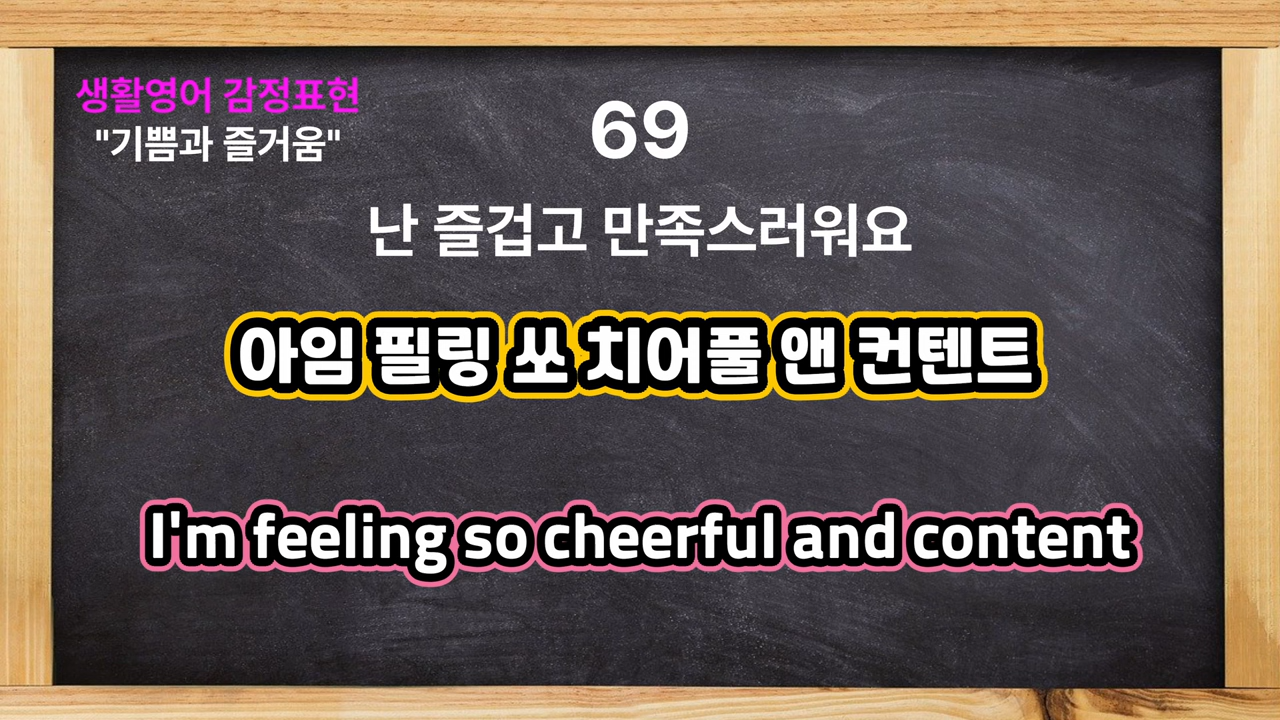 생활영어 감정표현
"기쁨과 즐거움"
69
난 즐겁고 만족스러워요
아임 필링 쏘 치어풀 앤 컨텐트
I'm feeling so cheerful and content